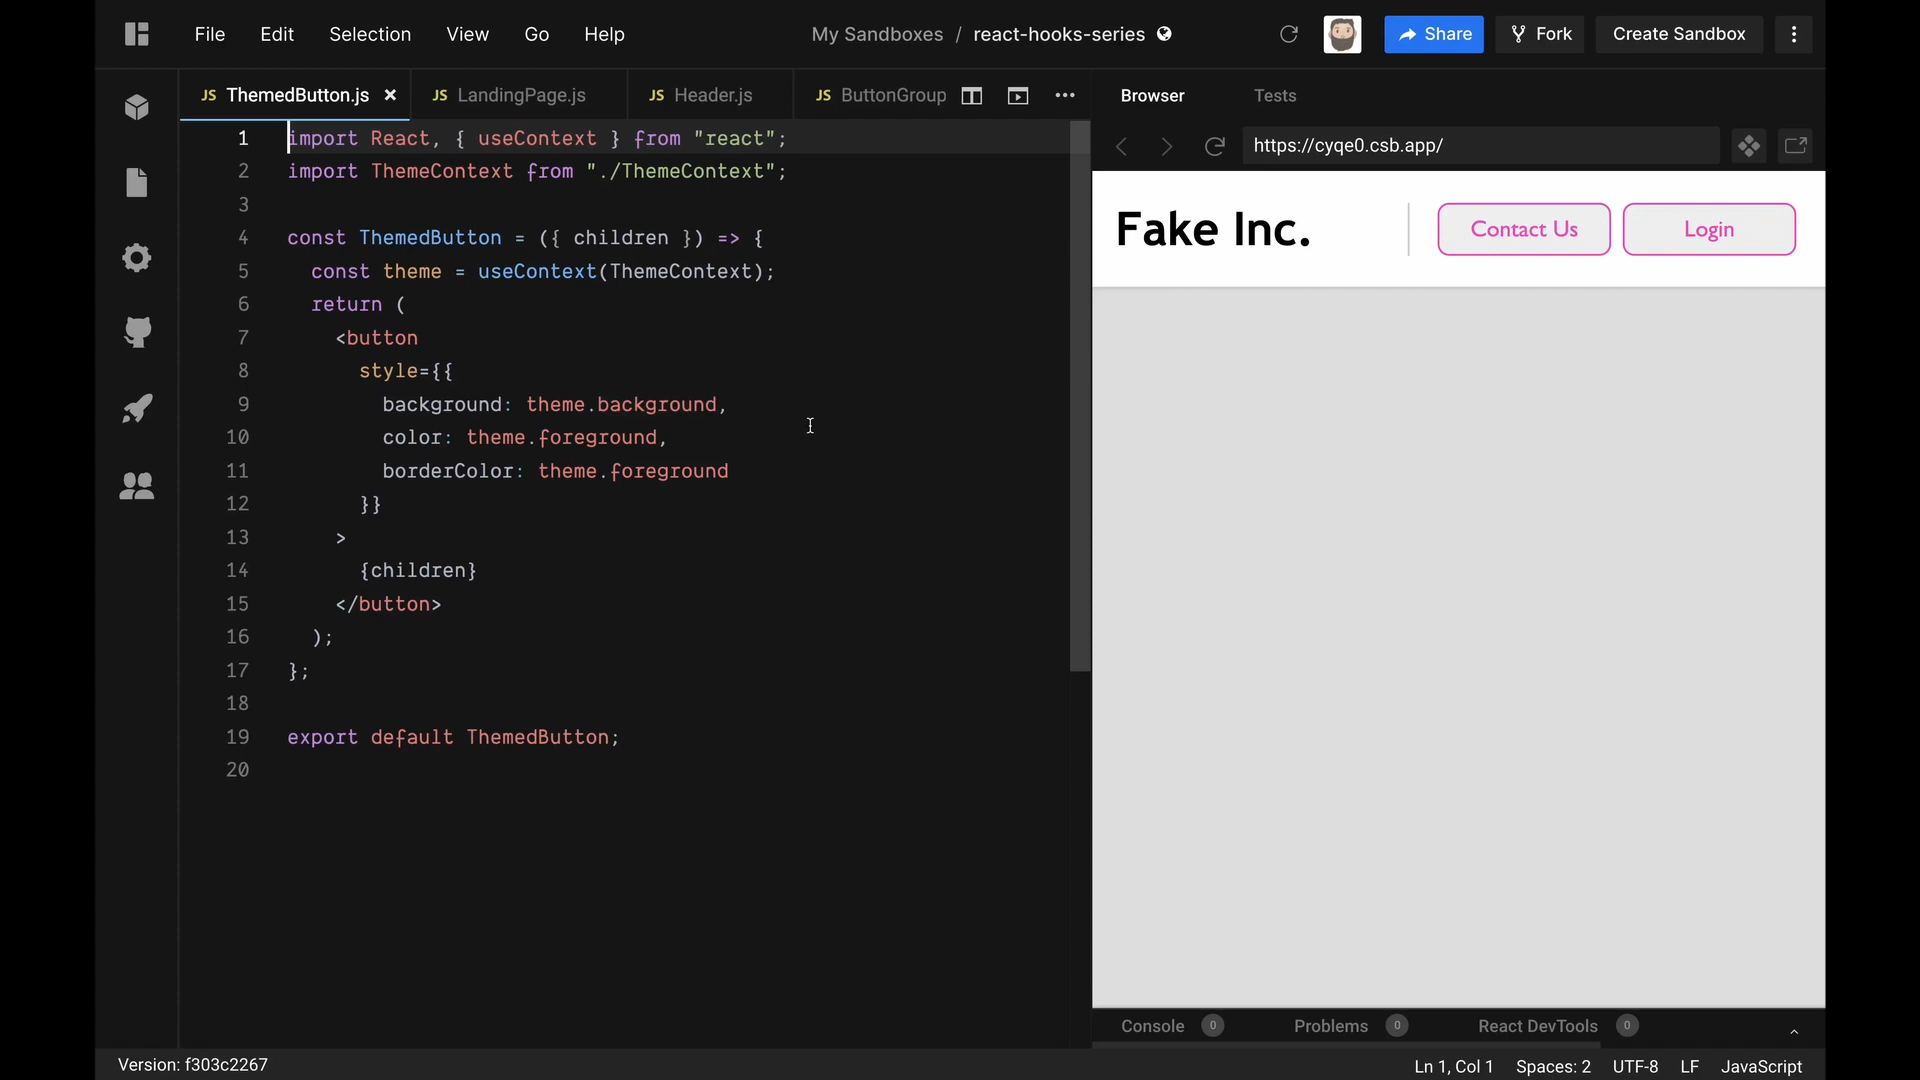 File Edit Selection View Go Help My Sandboxes / react-hooks-series Share Fork Create Sandbox
JS ThemedButton.js × JS LandingPage.js JS Header.js JS ButtonGroup ••• Browser Tests
https://cyqe0.csb.app/
1 import React, { useContext } from "react";
2 import ThemeContext from "./ThemeContext";
3
4 const ThemedButton = ({ children }) => {
5 const theme = useContext(ThemeContext);
6 return (
7 <button
8 style={{
9 background: theme.background,
10 color: theme.foreground,
11 borderColor: theme.foreground
12 }}
13 >
14 {children}
15 </button>
16 );
17 };
18
19 export default ThemedButton;
20
Fake Inc. Contact Us Login
Console 0 Problems 0 React DevTools 0
Version: f303c2267 Ln 1, Col 1 Spaces: 2 UTF-8 LF JavaScript